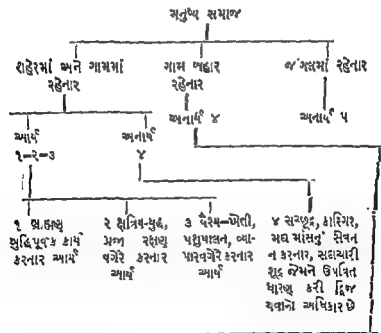 મનુષ્ય સમાજ
શહેરમાં અને ગામમાં રહેનાર
ગામ બહાર રહેનાર
જંગલમાં રહેનાર
આર્ય ૧–૨–૩
અનાર્ય ૪
અનાર્ય ૪
અનાર્ય ૫
૧ બ્રાહ્મણ
બુદ્ધિપૂર્વક કાર્ય
કરનાર આર્ય
૨ ક્ષત્રિય-યુદ્ધ,
પ્રજા રક્ષણ
વગેરે કરનાર
આર્ય
૩ વૈશ્ય–ખેતી,
પશુપાલન, વ્યા-
પારવગેરે કરનાર
આર્ય
૪ સચ્છૂદ્ર, કારિગર,
મદ્ય માંસનું સેવન
ન કરનાર, સદાચારી
શૂદ્ર જેમને ઉપવિત
ધારણ કરી દ્વિજ
થવાનો અધિકાર છે